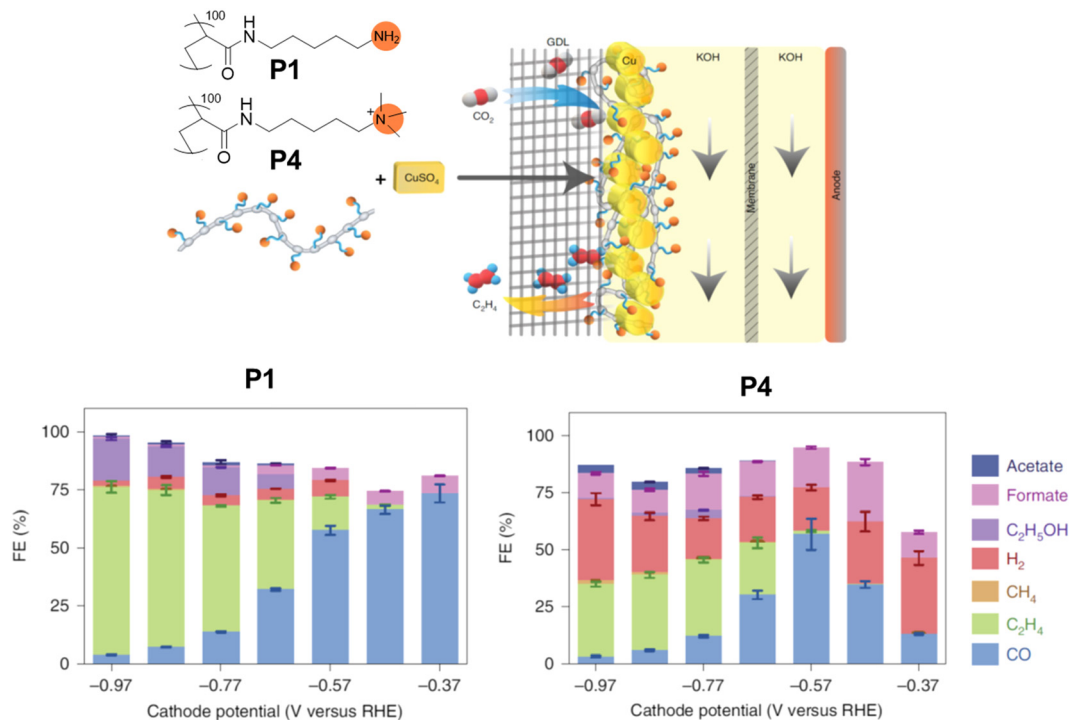 100
H
N
NH₂
O
P1
100
H
N
+
N
O
P4
+
CuSO₄
GDL
Cu
KOH
KOH
CO₂
Membrane
Anode
C₂H₄
P1
FE (%)
100
75
50
25
0
−0.97
−0.77
−0.57
−0.37
Cathode potential (V versus RHE)
P4
FE (%)
100
75
50
25
0
−0.97
−0.77
−0.57
−0.37
Cathode potential (V versus RHE)
Acetate
Formate
C₂H₅OH
H₂
CH₄
C₂H₄
CO